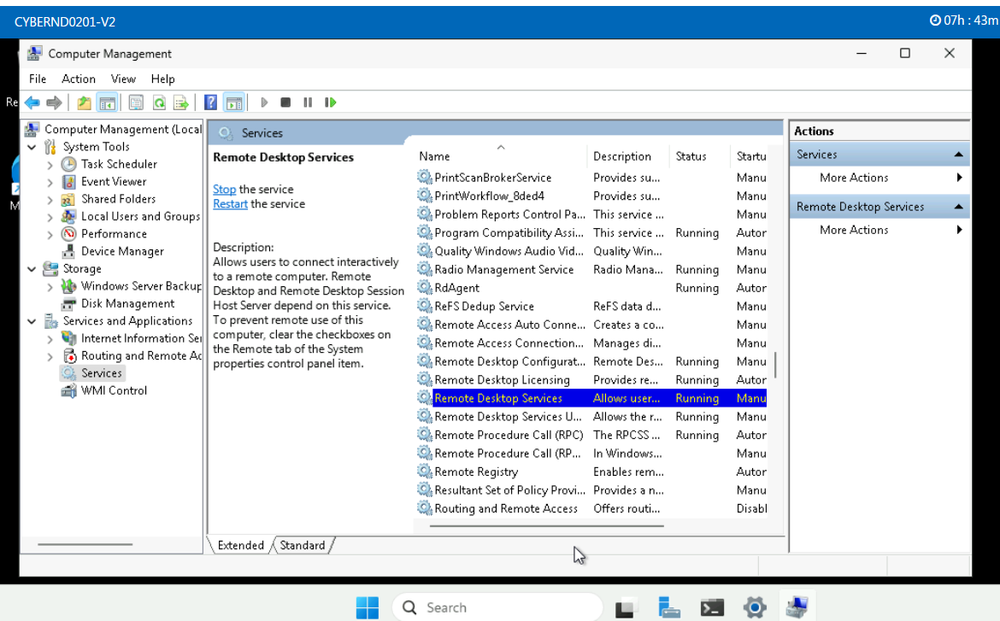 CYBERND0201-V2
07h : 43m
Computer Management
File Action View Help
Re
Computer Management (Local
System Tools
Task Scheduler
Event Viewer
Shared Folders
Local Users and Groups
Performance
Device Manager
Storage
Windows Server Backup
Disk Management
Services and Applications
Internet Information Ser
Routing and Remote Ac
Services
WMI Control
M
Services
Remote Desktop Services
Stop the service
Restart the service
Description:
Allows users to connect interactively
to a remote computer. Remote
Desktop and Remote Desktop Session
Host Server depend on this service.
To prevent remote use of this
computer, clear the checkboxes on
the Remote tab of the System
properties control panel item.
Name Description Status Startu
PrintScanBrokerService Provides su... Manu
PrintWorkflow_8ded4 Provides su... Manu
Problem Reports Control Pa... This service ... Manu
Program Compatibility Assi... This service ... Running Autor
Quality Windows Audio Vid... Quality Win... Manu
Radio Management Service Radio Mana... Running Manu
RdAgent Running Autor
ReFS Dedup Service ReFS data d... Manu
Remote Access Auto Conne... Creates a co... Manu
Remote Access Connection... Manages di... Manu
Remote Desktop Configurat... Remote Des... Running Manu
Remote Desktop Licensing Provides re... Running Autor
Remote Desktop Services Allows user... Running Manu
Remote Desktop Services U... Allows the r... Running Manu
Remote Procedure Call (RPC) The RPCSS ... Running Autor
Remote Procedure Call (RP... In Windows... Manu
Remote Registry Enables rem... Autor
Resultant Set of Policy Provi... Provides a n... Manu
Routing and Remote Access Offers routi... Disabl
Extended Standard
Actions
Services
More Actions
Remote Desktop Services
More Actions
Search